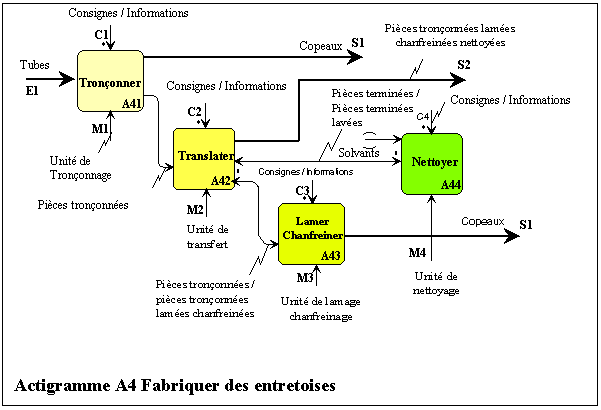 Consignes / Informations
C1
Tubes
E1
Tronçonner
A41
Copeaux
S1
Pièces tronçonnées lamées
chanfreinées nettoyées
S2
M1
Unité de
Tronçonnage
Pièces tronçonnées
Consignes / Informations
C2
Translater
A42
M2
Unité de
transfert
Pièces terminées /
Pièces terminées
lavées
Solvants
Consignes / Informations
C4
Nettoyer
A44
M4
Unité de
nettoyage
Consignes / Informations
C3
Lamer
Chanfreiner
A43
M3
Unité de lamage
chanfreinage
Copeaux
S1
Pièces tronçonnées /
pièces tronçonnées
lamées chanfreinées
Actigramme A4 Fabriquer des entretoises